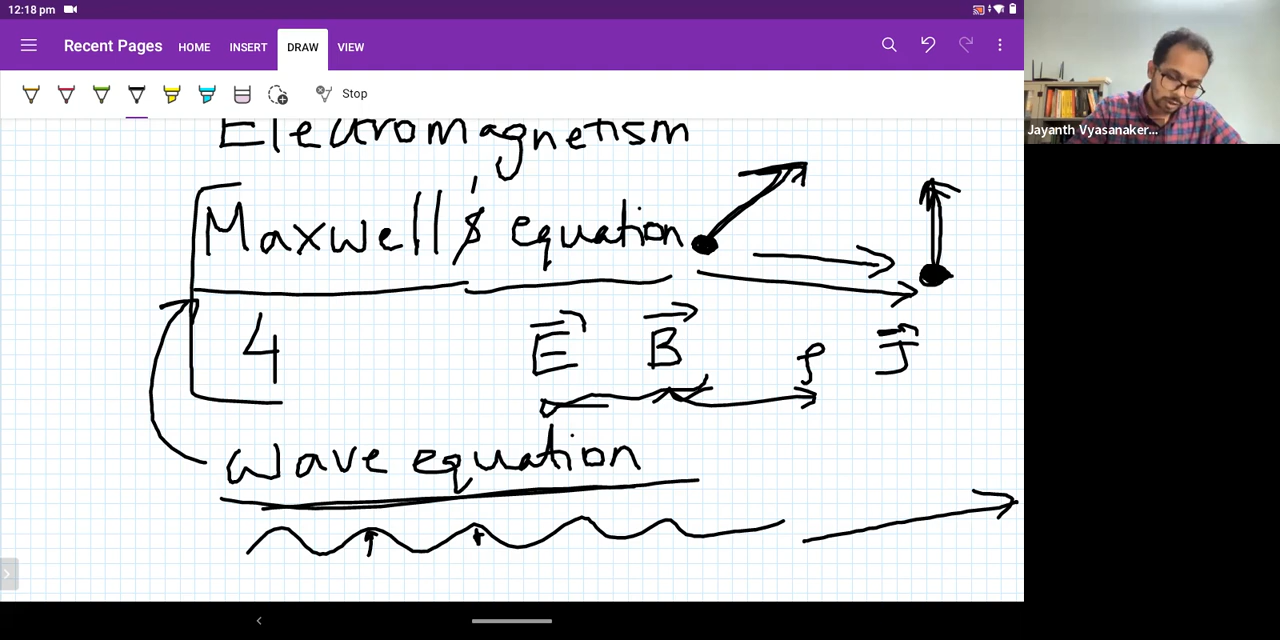 12:18 pm
Recent Pages HOME INSERT DRAW VIEW
Stop
Jayanth Vyasanaker...
Electromagnetism
Maxwell's equation
4 E B ρ J
Wave equation